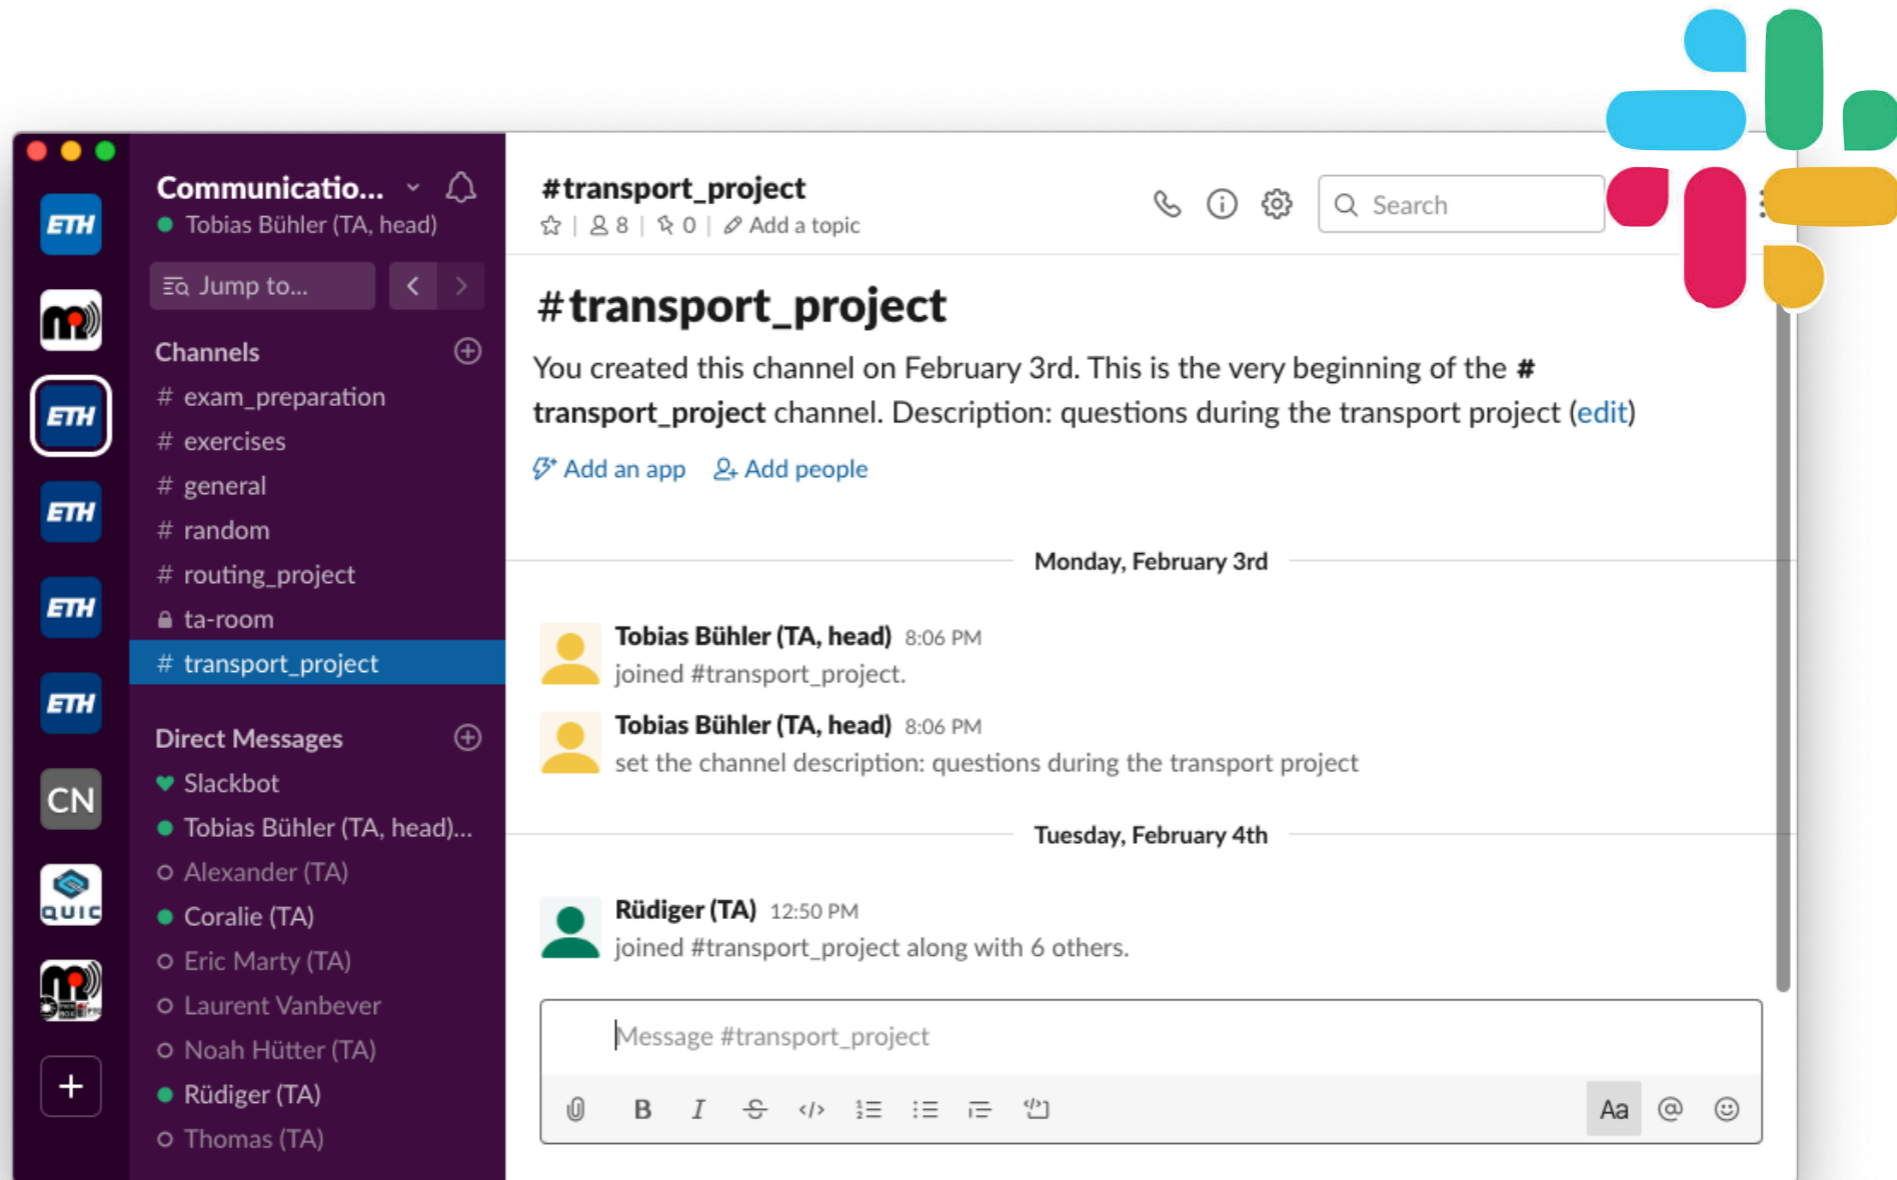 ETH
ETH
ETH
ETH
ETH
CN
QUIC
Communicatio...
Tobias Bühler (TA, head)
Jump to...
Channels
# exam_preparation
# exercises
# general
# random
# routing_project
ta-room
# transport_project
Direct Messages
Slackbot
Tobias Bühler (TA, head)...
Alexander (TA)
Coralie (TA)
Eric Marty (TA)
Laurent Vanbever
Noah Hütter (TA)
Rüdiger (TA)
Thomas (TA)
#transport_project
| 8 | 0 | Add a topic
Search
#transport_project
You created this channel on February 3rd. This is the very beginning of the #
transport_project channel. Description: questions during the transport project (edit)
Add an app Add people
Monday, February 3rd
Tobias Bühler (TA, head) 8:06 PM
joined #transport_project.
Tobias Bühler (TA, head) 8:06 PM
set the channel description: questions during the transport project
Tuesday, February 4th
Rüdiger (TA) 12:50 PM
joined #transport_project along with 6 others.
Message #transport_project
B I S </> Aa @